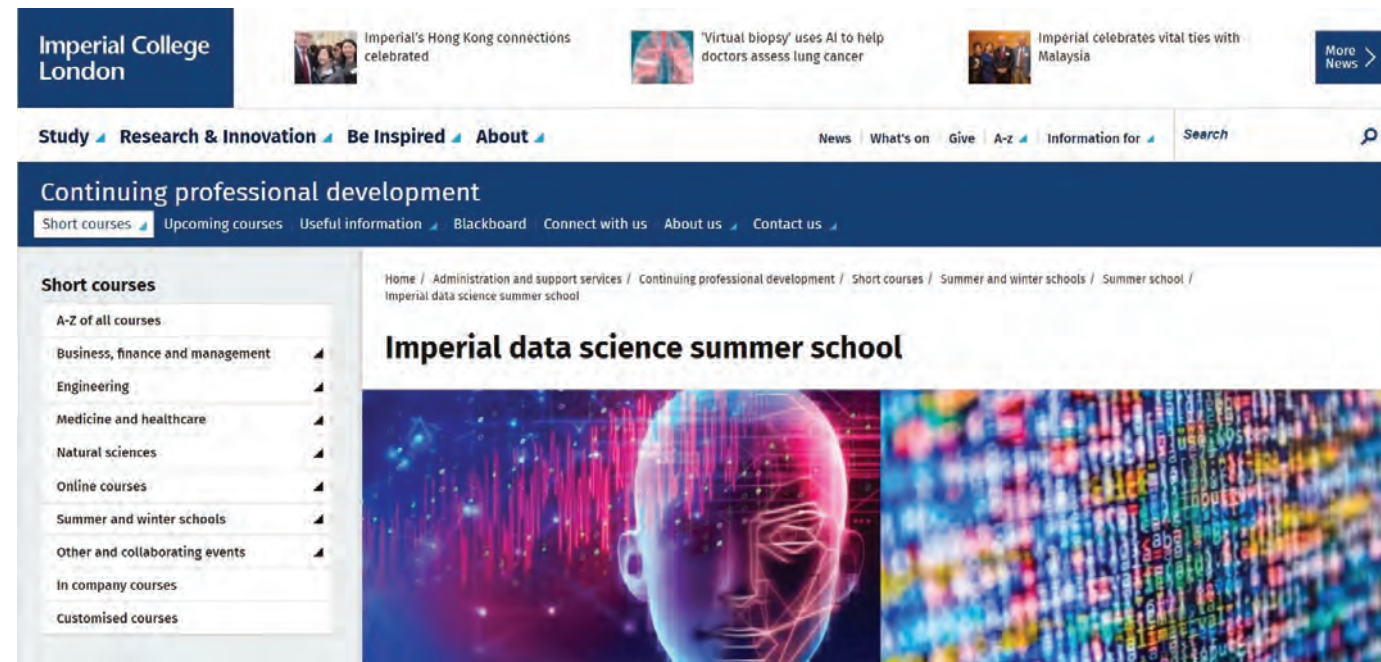 Imperial College
London
Imperial's Hong Kong connections
celebrated
'Virtual biopsy' uses AI to help
doctors assess lung cancer
Imperial celebrates vital ties with
Malaysia
More
News
Study Research & Innovation Be Inspired About
News What's on Give A-z Information for Search
Continuing professional development
Short courses Upcoming courses Useful information Blackboard Connect with us About us Contact us
Short courses
A-Z of all courses
Business, finance and management
Engineering
Medicine and healthcare
Natural sciences
Online courses
Summer and winter schools
Other and collaborating events
In company courses
Customised courses
Home / Administration and support services / Continuing professional development / Short courses / Summer and winter schools / Summer school /
Imperial data science summer school
Imperial data science summer school